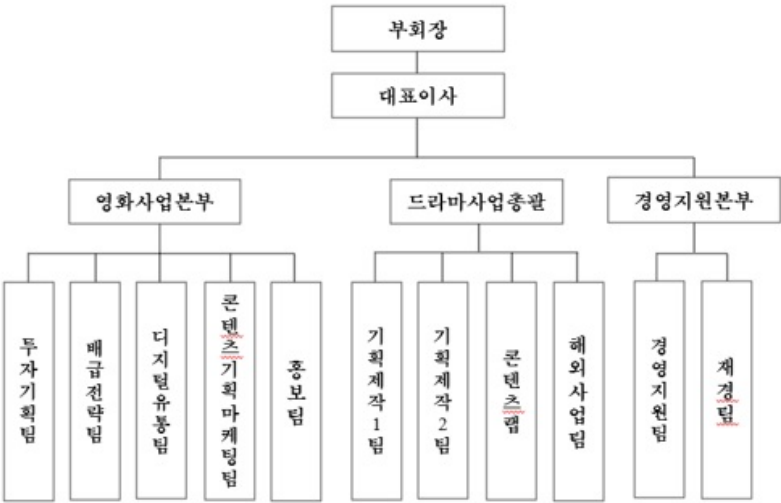 부회장
대표이사
영화사업본부
드라마사업총괄
경영지원본부
투자기획팀
배급전략팀
디지털유통팀
콘텐츠기획마케팅팀
홍보팀
기획제작1팀
기획제작2팀
콘텐츠랩
해외사업팀
경영지원팀
재경팀